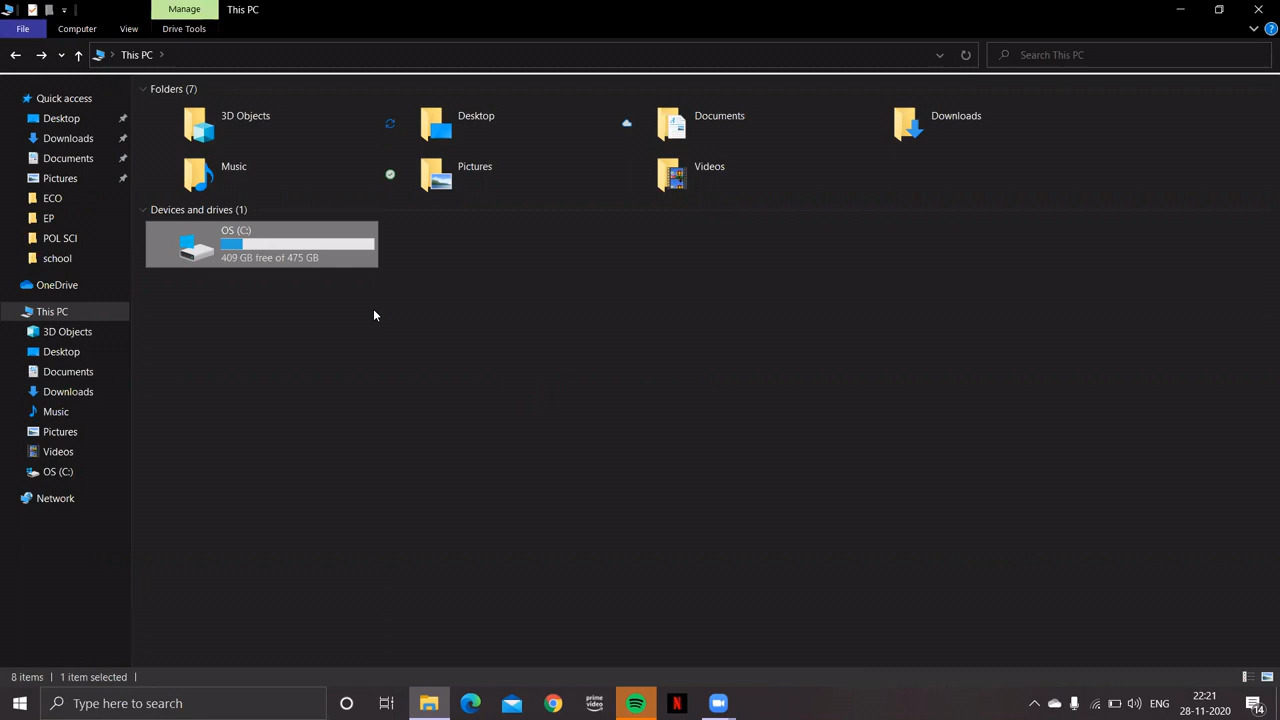 Manage
This PC
File
Computer
View
Drive Tools
This PC
Search This PC
Quick access
Desktop
Downloads
Documents
Pictures
ECO
EP
POL SCI
school
OneDrive
This PC
3D Objects
Desktop
Documents
Downloads
Music
Pictures
Videos
OS (C:)
Network
Folders (7)
3D Objects
Desktop
Documents
Downloads
Music
Pictures
Videos
Devices and drives (1)
OS (C:)
409 GB free of 475 GB
8 items
1 item selected
Type here to search
prime
video
N
ENG
22:21
28-11-2020
14